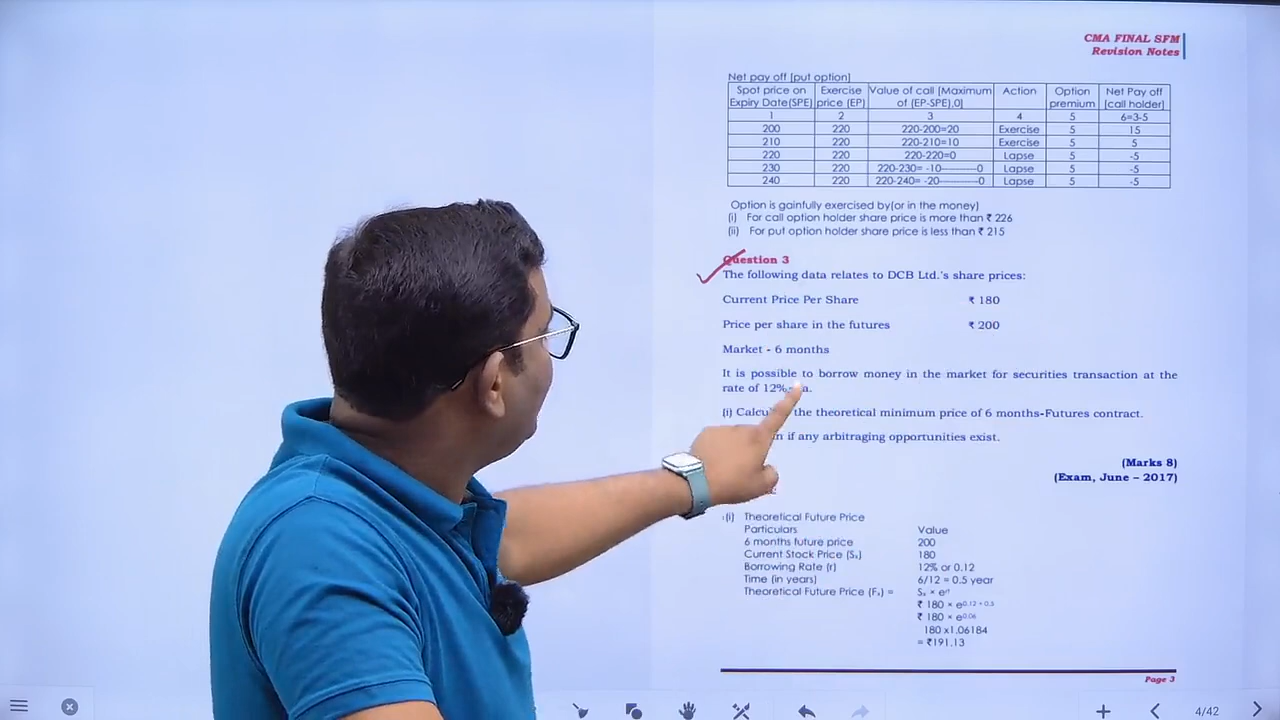 CMA FINAL SFM
Revision Notes
Net pay off [put option]
Spot price on Expiry Date(SPE) Exercise price (EP) Value of call [Maximum of (EP-SPE),0] Action Option premium Net Pay off [call holder]
1 2 3 4 5 6=3-5
200 220 220-200=20 Exercise 5 15
210 220 220-210=10 Exercise 5 5
220 220 220-220=0 Lapse 5 -5
230 220 220-230= -10----------0 Lapse 5 -5
240 220 220-240= -20-----------0 Lapse 5 -5
Option is gainfully exercised by(or in the money)
(i) For call option holder share price is more than ₹ 226
(ii) For put option holder share price is less than ₹ 215
Question 3
The following data relates to DCB Ltd.'s share prices:
Current Price Per Share ₹ 180
Price per share in the futures ₹ 200
Market - 6 months
It is possible to borrow money in the market for securities transaction at the
rate of 12% a.
(i) the theoretical minimum price of 6 months-Futures contract.
if any arbitraging opportunities exist.
(Marks 8)
(Exam, June – 2017)
(i) Theoretical Future Price
Particulars Value
6 months future price 200
Current Stock Price (Sₓ) 180
Borrowing Rate (r) 12% or 0.12
Time (in years) 6/12 = 0.5 year
Theoretical Future Price (Fₓ) = Sₓ × e^rt
₹ 180 × e^0.12 × 0.5
₹ 180 × e^0.06
180 x1.06184
= ₹191.13
Page 3
4/42